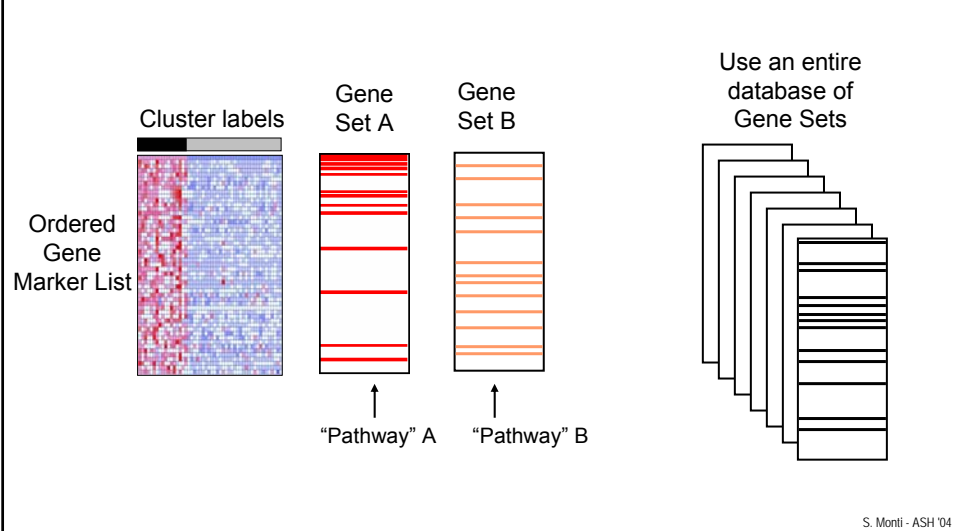 Cluster labels
Gene
Set A
Gene
Set B
Use an entire
database of
Gene Sets
Ordered
Gene
Marker List
“Pathway” A
“Pathway” B
S. Monti - ASH '04